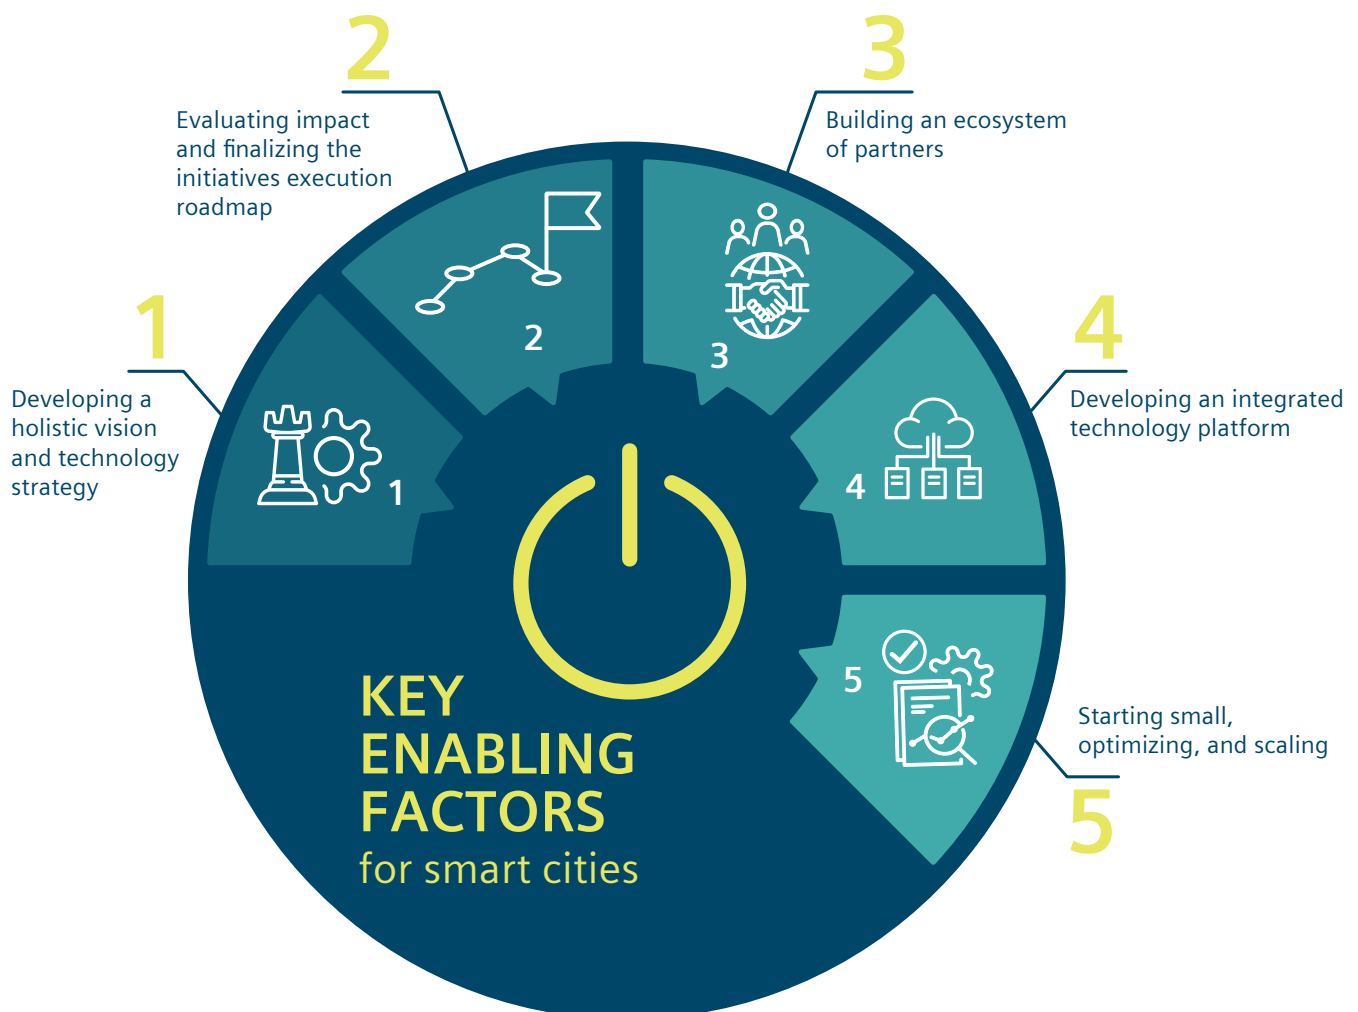 1
Developing a
holistic vision
and technology
strategy
2
Evaluating impact
and finalizing the
initiatives execution
roadmap
3
Building an ecosystem
of partners
4
Developing an integrated
technology platform
5
Starting small,
optimizing, and scaling
1
2
3
4
5
KEY
ENABLING
FACTORS
for smart cities